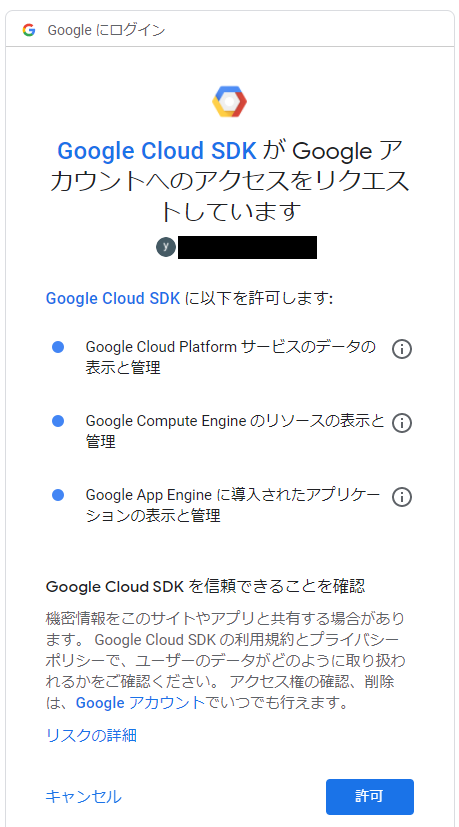 Google にログイン
Google Cloud SDK が Google ア
カウントへのアクセスをリクエス
トしています
y
Google Cloud SDK に以下を許可します:
Google Cloud Platform サービスのデータの
表示と管理
Google Compute Engine のリソースの表示と
管理
Google App Engine に導入されたアプリケー
ションの表示と管理
Google Cloud SDK を信頼できることを確認
機密情報をこのサイトやアプリと共有する場合があり
ます。 Google Cloud SDK の利用規約とプライバシー
ポリシーで、ユーザーのデータがどのように取り扱わ
れるかをご確認ください。 アクセス権の確認、削除
は、Google アカウントでいつでも行えます。
リスクの詳細
キャンセル 許可